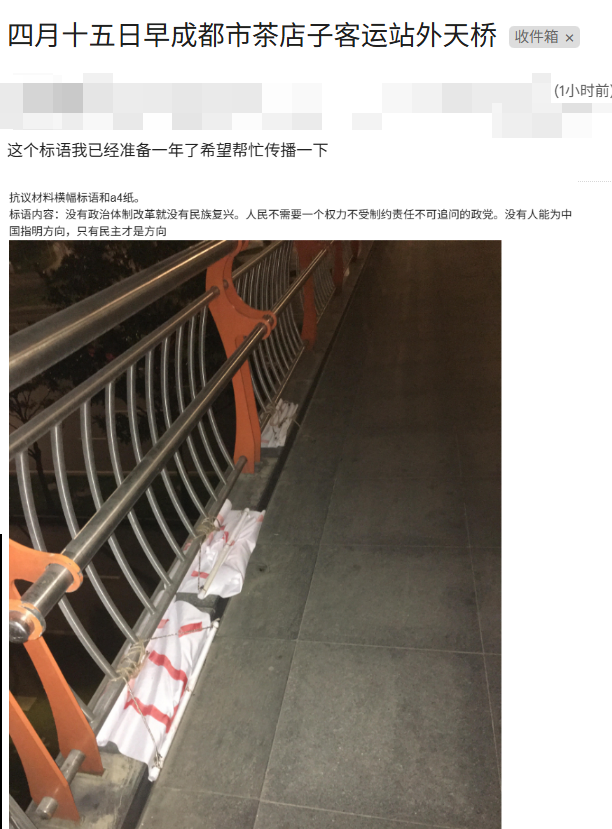 四月十五日早成都市茶店子客运站外天桥
收件箱 ×
(1小时前)
这个标语我已经准备一年了希望帮忙传播一下
抗议材料横幅标语和a4纸。
标语内容：没有政治体制改革就没有民族复兴。人民不需要一个权力不受制约责任不可追问的政党。没有人能为中
国指明方向，只有民主才是方向